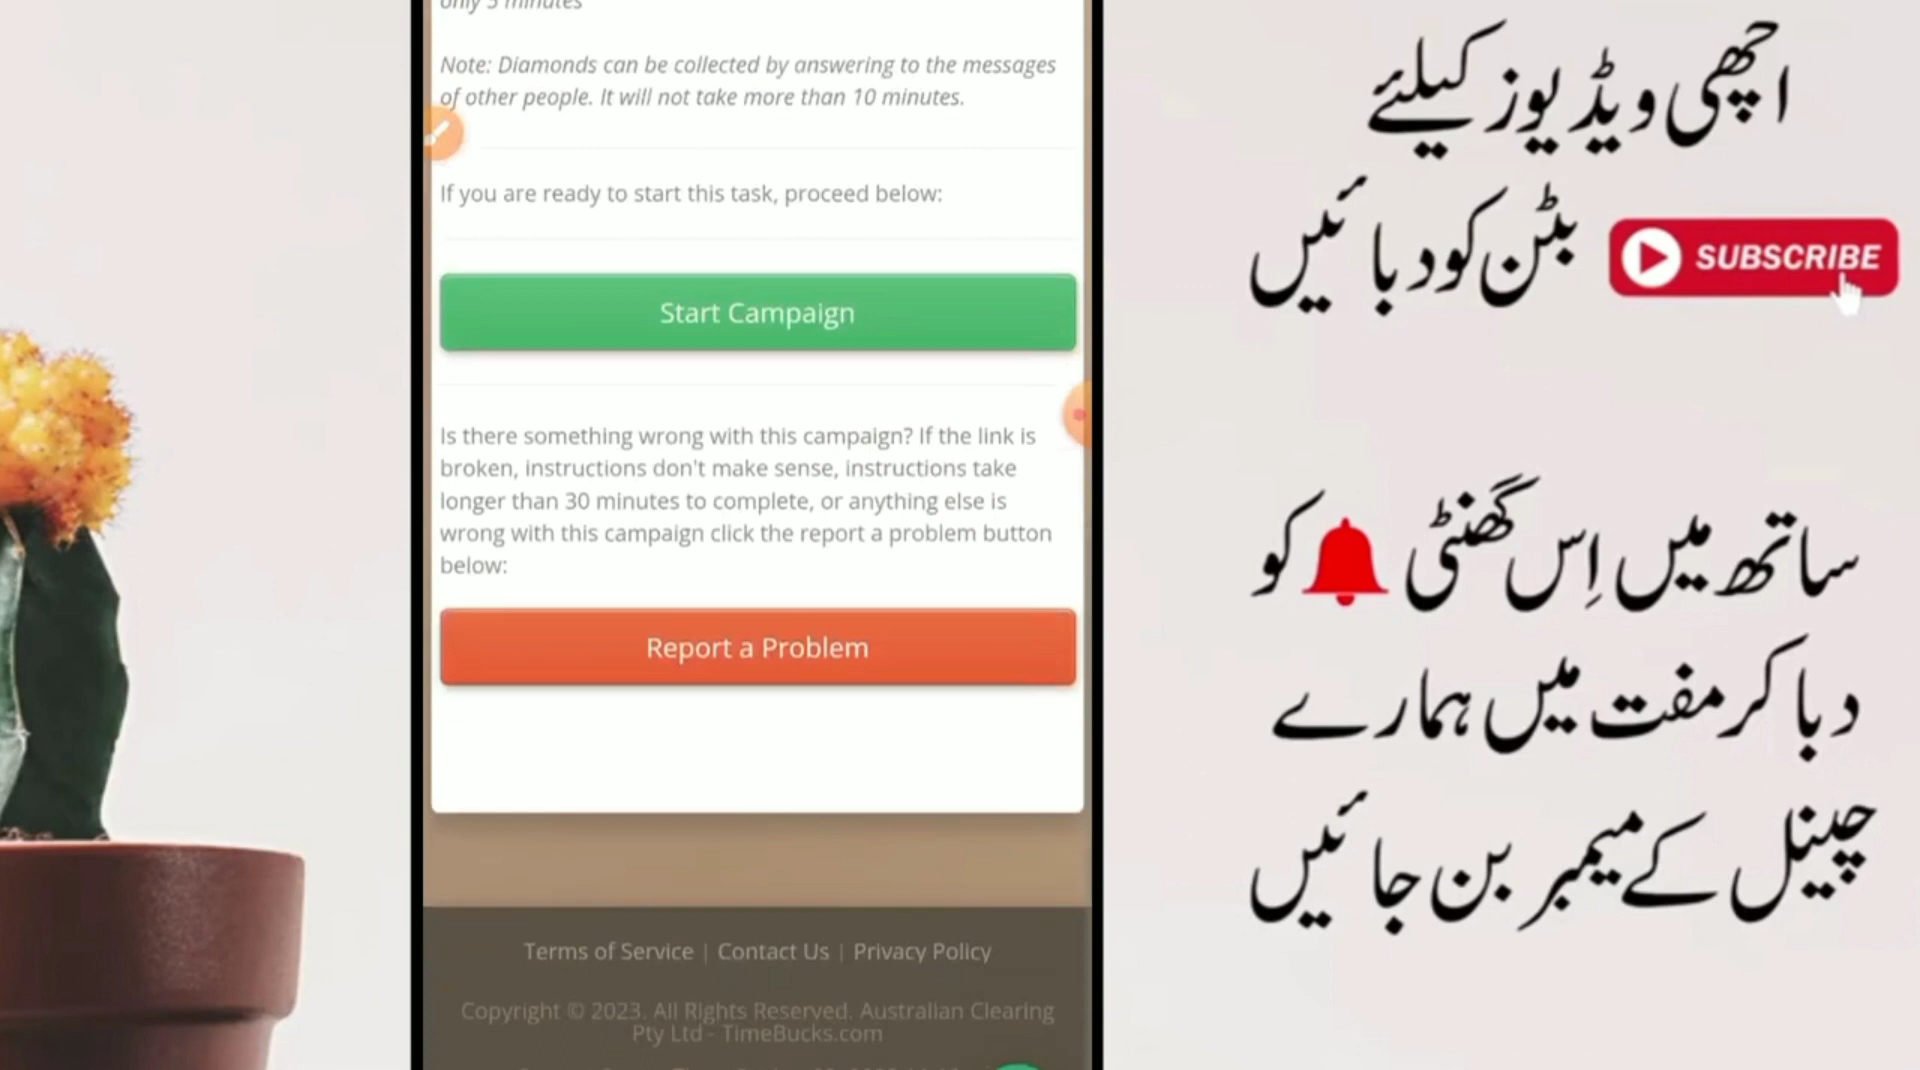 only 5 minutes
Note: Diamonds can be collected by answering to the messages
of other people. It will not take more than 10 minutes.
If you are ready to start this task, proceed below:
Start Campaign
Is there something wrong with this campaign? If the link is
broken, instructions don't make sense, instructions take
longer than 30 minutes to complete, or anything else is
wrong with this campaign click the report a problem button
below:
Report a Problem
Terms of Service | Contact Us | Privacy Policy
Copyright © 2023. All Rights Reserved. Australian Clearing
Pty Ltd - TimeBucks.com
اچھی ویڈیوز کیلئے
SUBSCRIBE بٹن کو دبائیں
ساتھ میں اِس گھنٹی کو
دبا کر مفت میں ہمارے
چینل کے میمبر بن جائیں